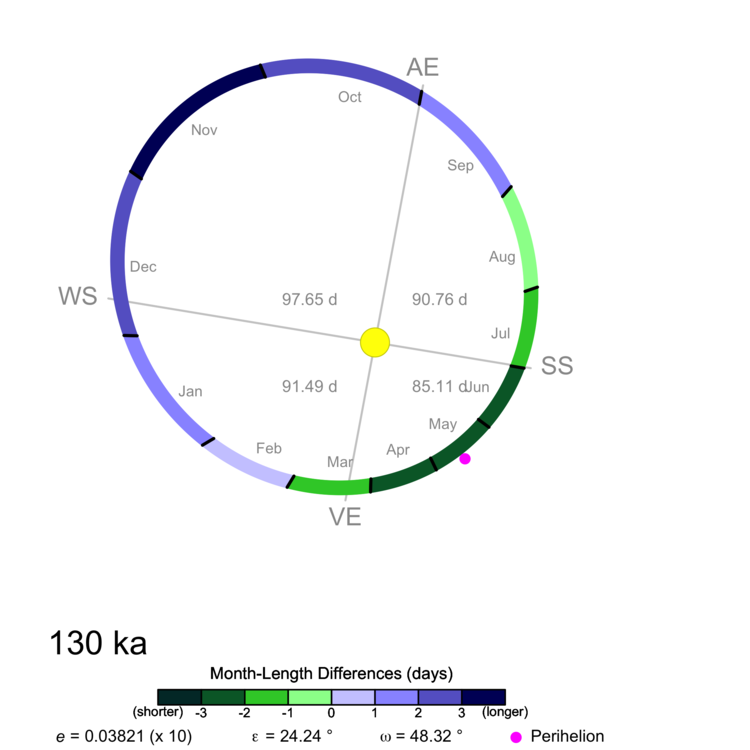 AE
Oct
Nov
Sep
Aug
Dec
WS
97.65 d
90.76 d
Jul
SS
91.49 d
85.11 d
Jun
Jan
May
Feb
Apr
Mar
VE
130 ka
Month-Length Differences (days)
(shorter) -3 -2 -1 0 1 2 3 (longer)
e = 0.03821 (x 10) ε = 24.24 ° ω = 48.32 ° Perihelion